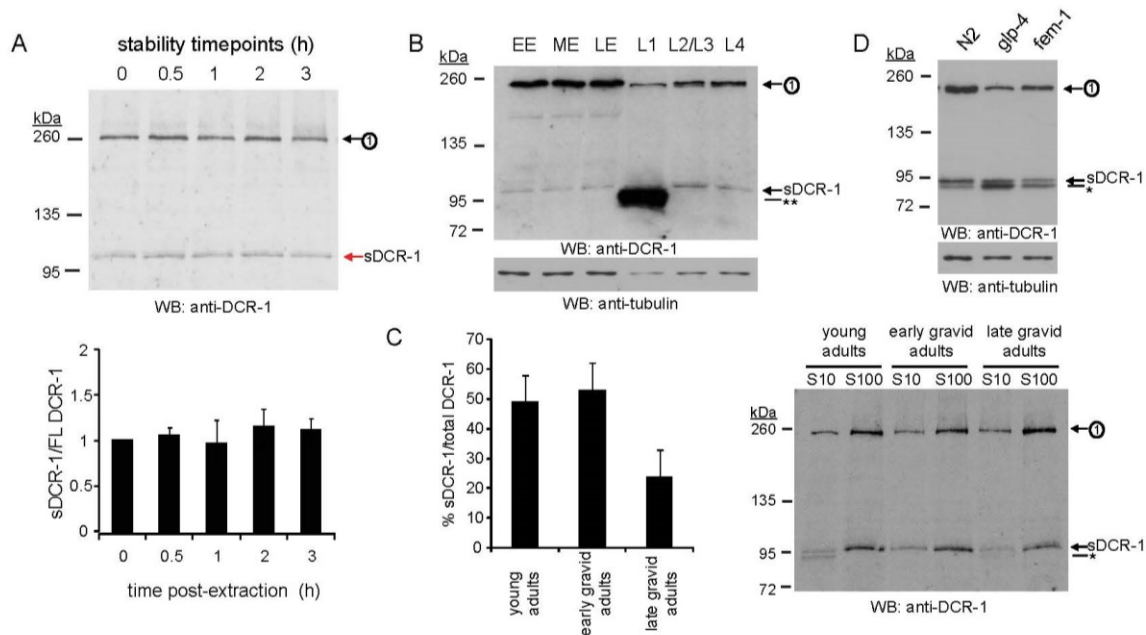 A
stability timepoints (h)
0 0.5 1 2 3
kDa
260
135
95
1
sDCR-1
WB: anti-DCR-1
sDCR-1/FL DCR-1
2
1.5
1
0.5
0
0 0.5 1 2 3
time post-extraction (h)
B
EE ME LE L1 L2/L3 L4
kDa
260
135
95
72
1
sDCR-1
**
WB: anti-DCR-1
WB: anti-tubulin
C
% sDCR-1/total DCR-1
70
60
50
40
30
20
10
0
young adults
early gravid adults
late gravid adults
young adults
early gravid adults
late gravid adults
S10 S100 S10 S100 S10 S100
kDa
260
135
95
72
1
sDCR-1
*
WB: anti-DCR-1
D
N2 glp-4 fem-1
kDa
260
135
95
72
1
sDCR-1
*
WB: anti-DCR-1
WB: anti-tubulin